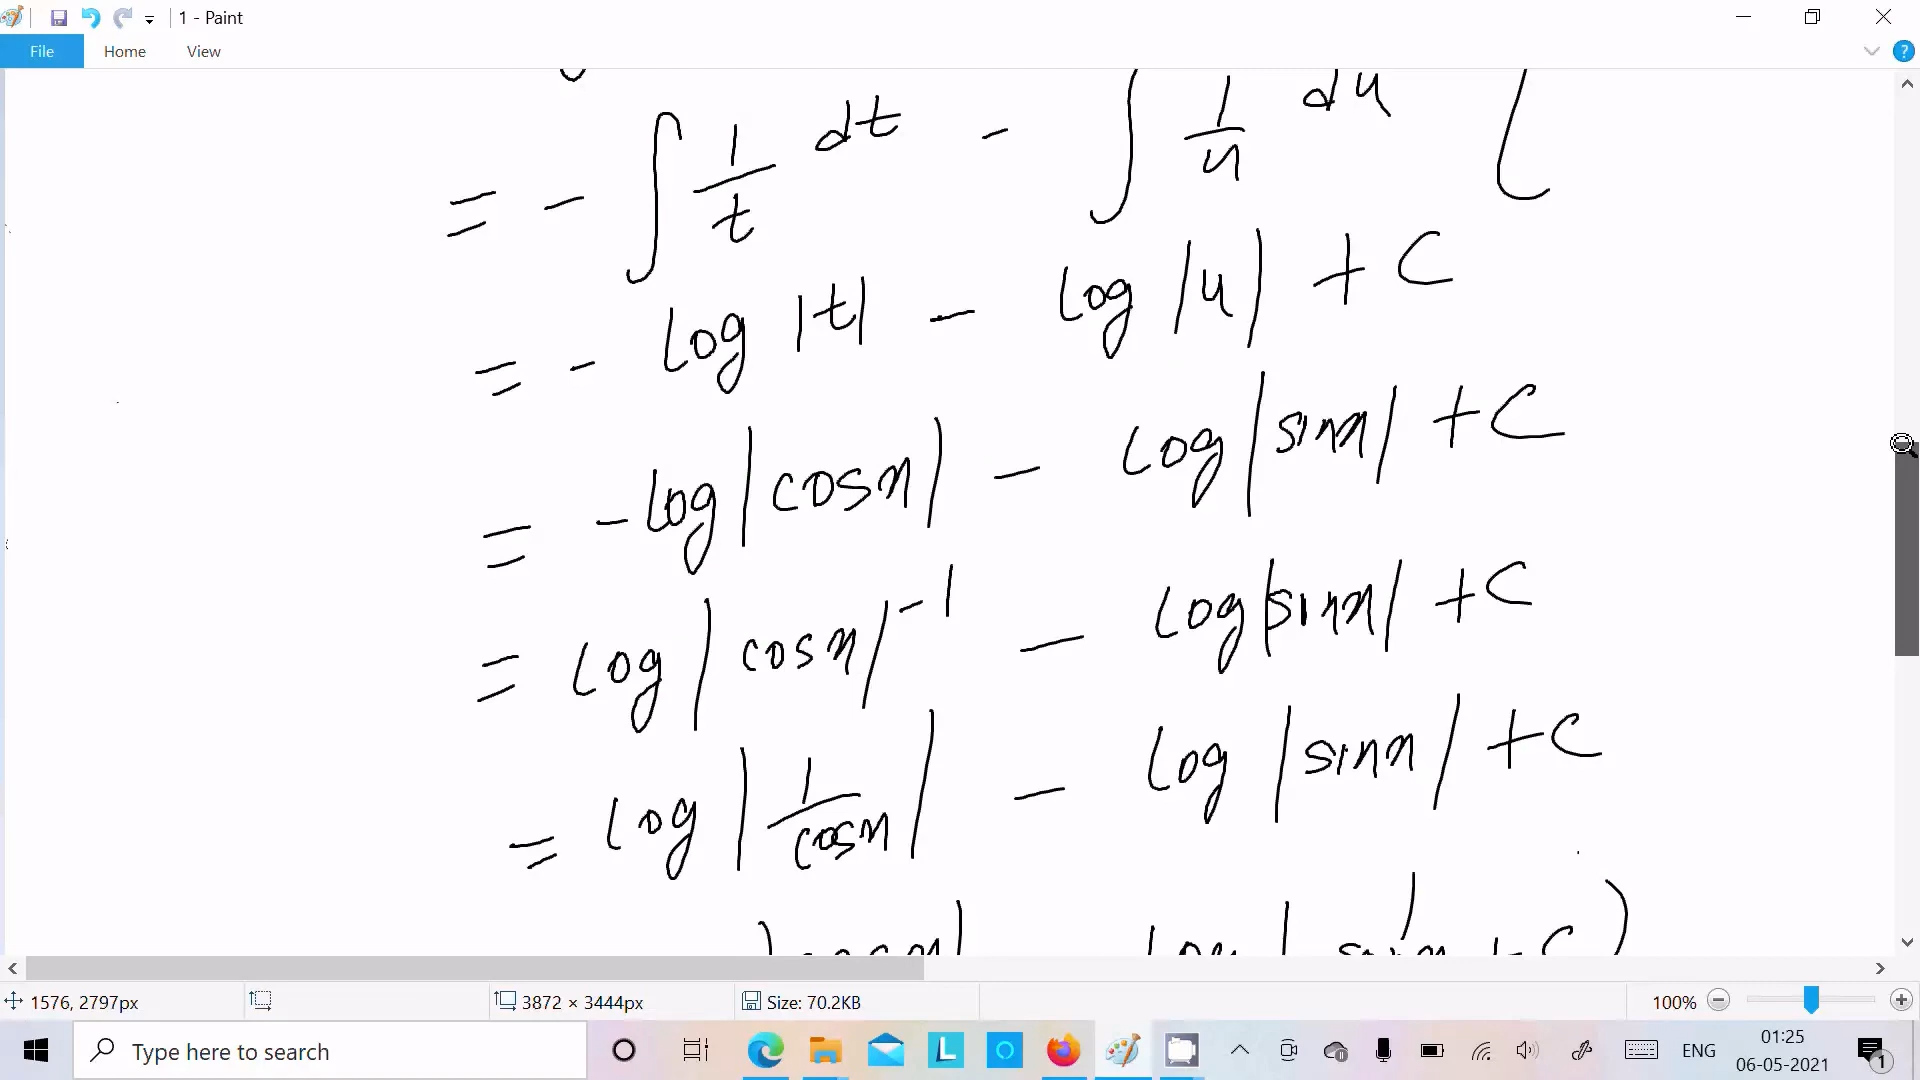 1 - Paint
File Home View
= - ∫ 1/t dt - ∫ 1/u du
= - log |t| - log |u| + C
= - log |cosx| - log |sinx| + C
= log |cosx|^-1 - log |sinx| + C
= log |1/cosx| - log |sinx| + C
1576, 2797px 3872 × 3444px Size: 70.2KB 100%
Type here to search ENG 01:25
06-05-2021 1